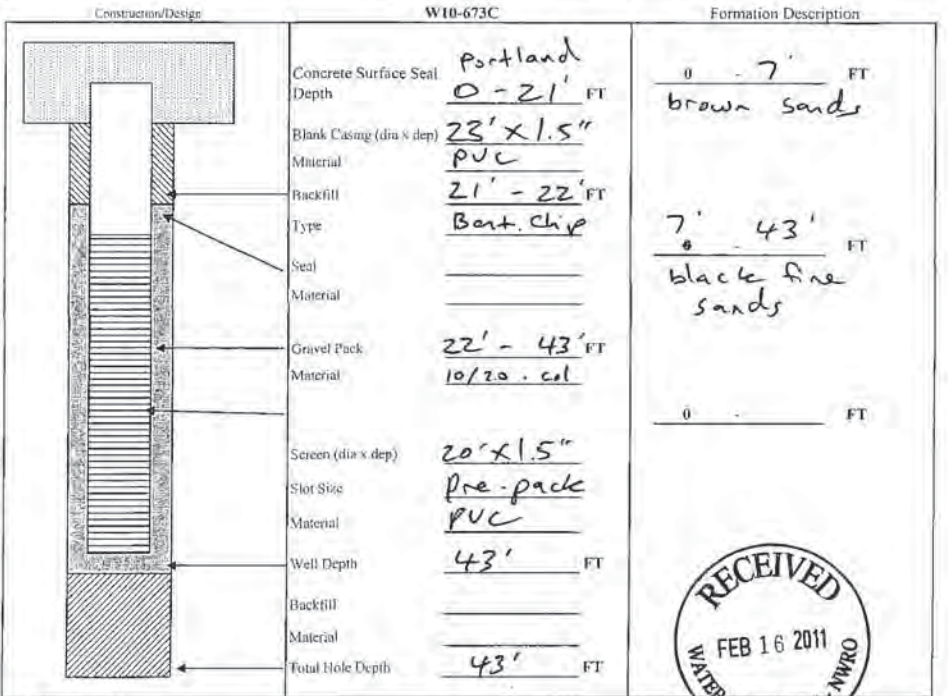 Construction/Design
W10-673C
Formation Description
Concrete Surface Seal Portland
Depth 0 - 21' FT
Blank Casing (dia x dep) 23' x 1.5"
Material PVC
Backfill 21' - 22' FT
Type Bent. Chip
Seal
Material
Gravel Pack 22' - 43' FT
Material 10/20 . col
Screen (dia x dep) 20' x 1.5"
Slot Size Pre-pack
Material PVC
Well Depth 43' FT
Backfill
Material
Total Hole Depth 43' FT
0 - 7' FT
brown sands
7' - 43' FT
black fine
sands
0 - FT
RECEIVED
FEB 16 2011
WATER
NWRO